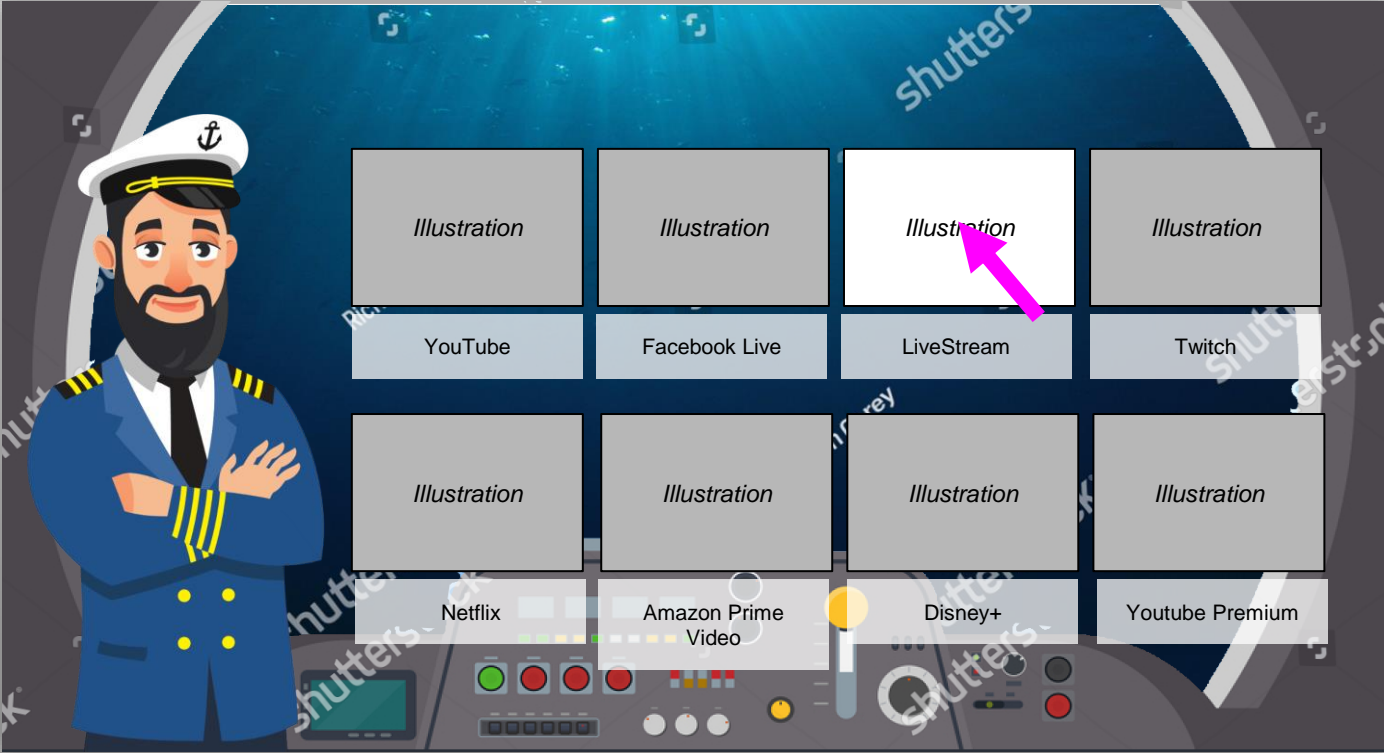 shutters
Illustration
Illustration
Illustration
Illustration
YouTube
Facebook Live
LiveStream
Twitch
Illustration
Illustration
Illustration
Illustration
Netflix
Amazon Prime
Video
Disney+
Youtube Premium